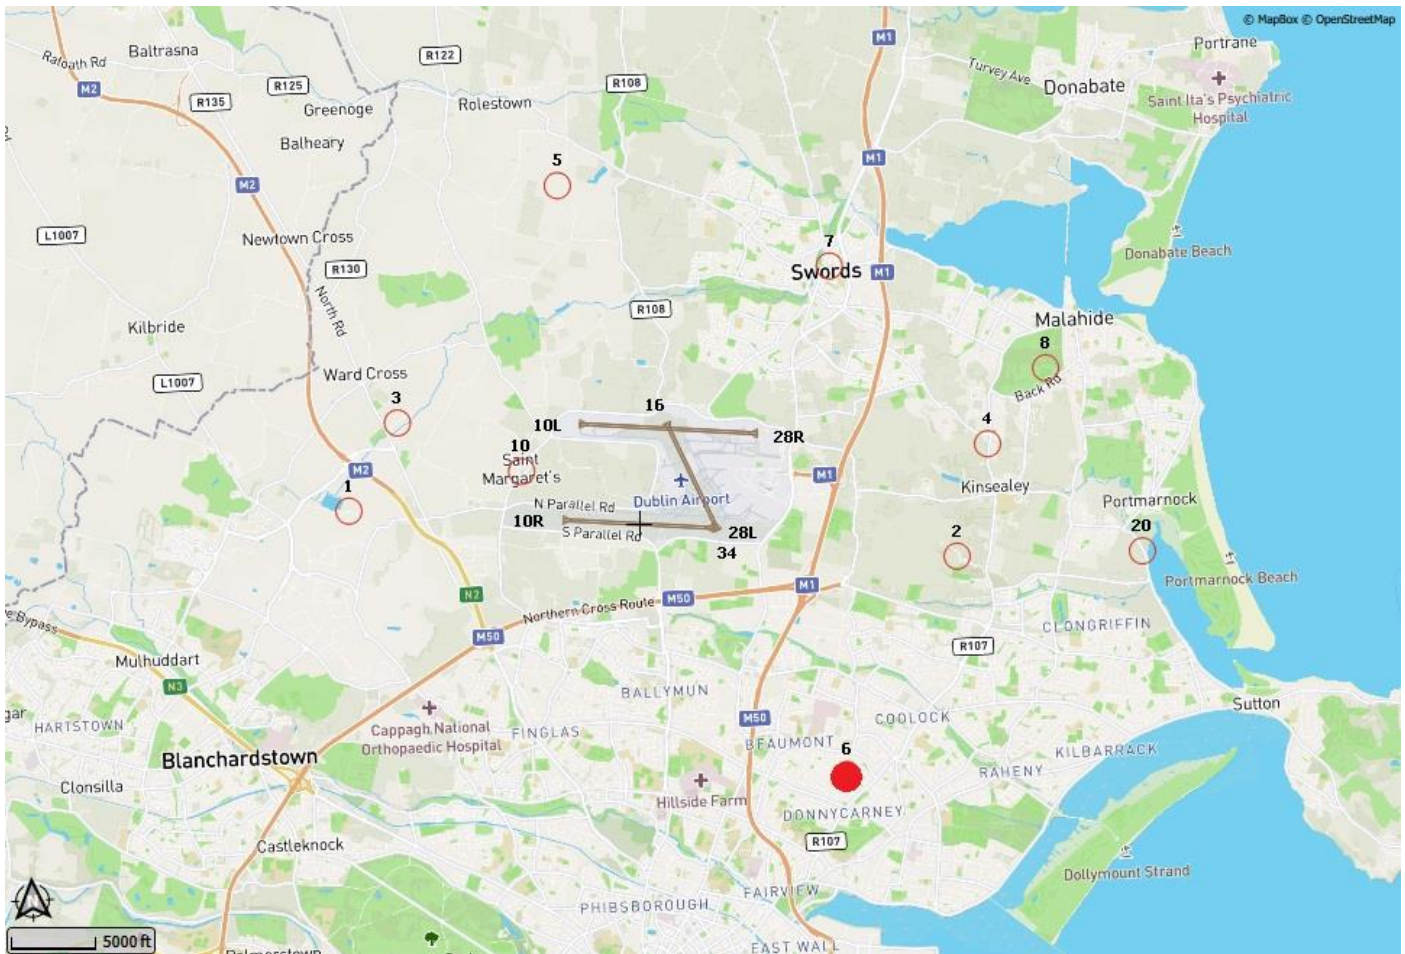 © MapBox © OpenStreetMap
Baltrasna
Ratoath Rd
M2
R125
R135
Greenoge
Balheary
R122
Rolestown
R108
M1
Portrane
Turvey Ave
Donabate
Saint Ita's Psychiatric
Hospital
M1
5
M2
L1007
Newtown Cross
R130
North Rd
7
Swords
M1
Donabate Beach
R108
Kilbride
Malahide
8
L1007
Ward Cross
Back Rd
3
16
10L
28R
4
10
Saint
Margaret's
M2
M1
Kinsealey
1
N Parallel Rd
Dublin Airport
Portmarnock
10R
S Parallel Rd
28L
34
2
20
Portmarnock Beach
N2
Northern Cross Route
M50
M1
CLONGRIFFIN
M50
R107
Mulhuddart
N3
BALLYMUN
HARTSTOWN
Cappagh National
Orthopaedic Hospital
FINGLAS
M50
COOLOCK
Sutton
BEAUMONT
6
KILBARRACK
RAHENY
Blanchardstown
Clonsilla
Hillside Farm
DONNYCARNEY
R107
Castleknock
Dollymount Strand
FAIRVIEW
PHIBSBOROUGH
EAST WALL
5000 ft